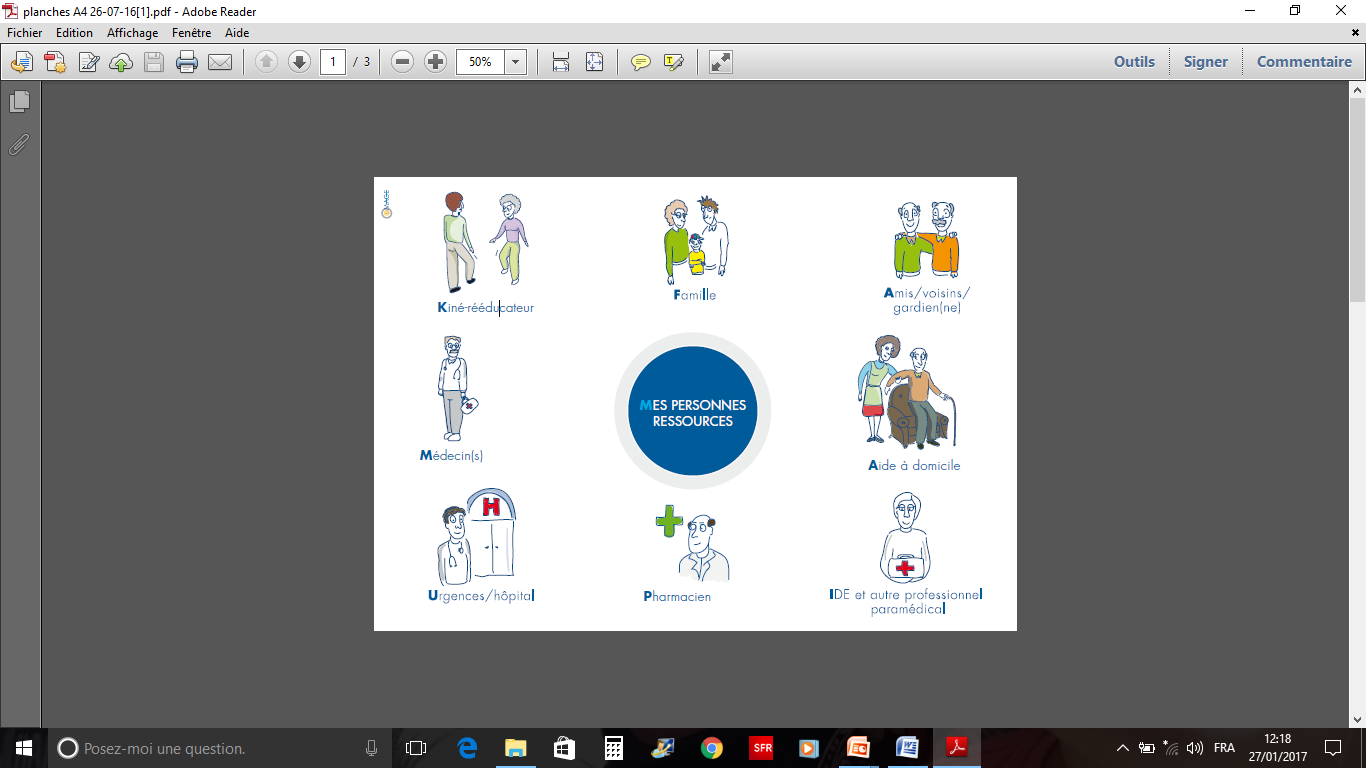 planches A4 26-07-16[1].pdf - Adobe Reader
Fichier Edition Affichage Fenêtre Aide
1 / 3 50% Outils Signer Commentaire
Kiné-rééducateur
Famille
Amis/voisins/
gardien(ne)
Médecin(s)
MES PERSONNES
RESSOURCES
Aide à domicile
H
Urgences/hôpital
Pharmacien
IDE et autre professionnel
paramédical
Posez-moi une question.
SFR
FRA
12:18
27/01/2017